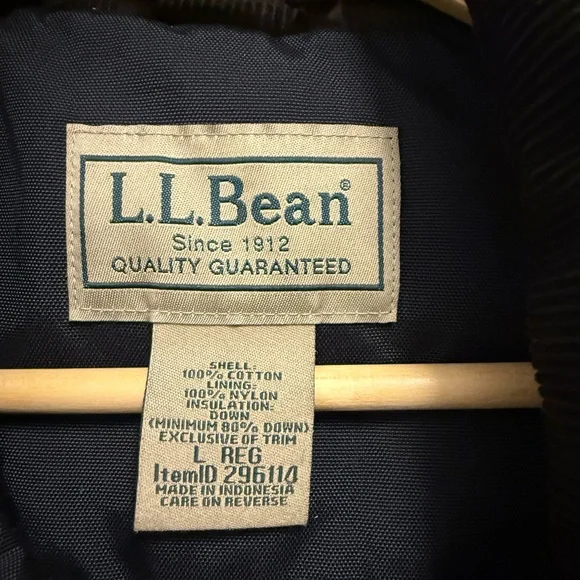 L.L.Bean®
Since 1912
QUALITY GUARANTEED
SHELL:
100% COTTON
LINING:
100% NYLON
INSULATION:
DOWN
(MINIMUM 80% DOWN)
EXCLUSIVE OF TRIM
L REG
ItemID 296114
MADE IN INDONESIA
CARE ON REVERSE